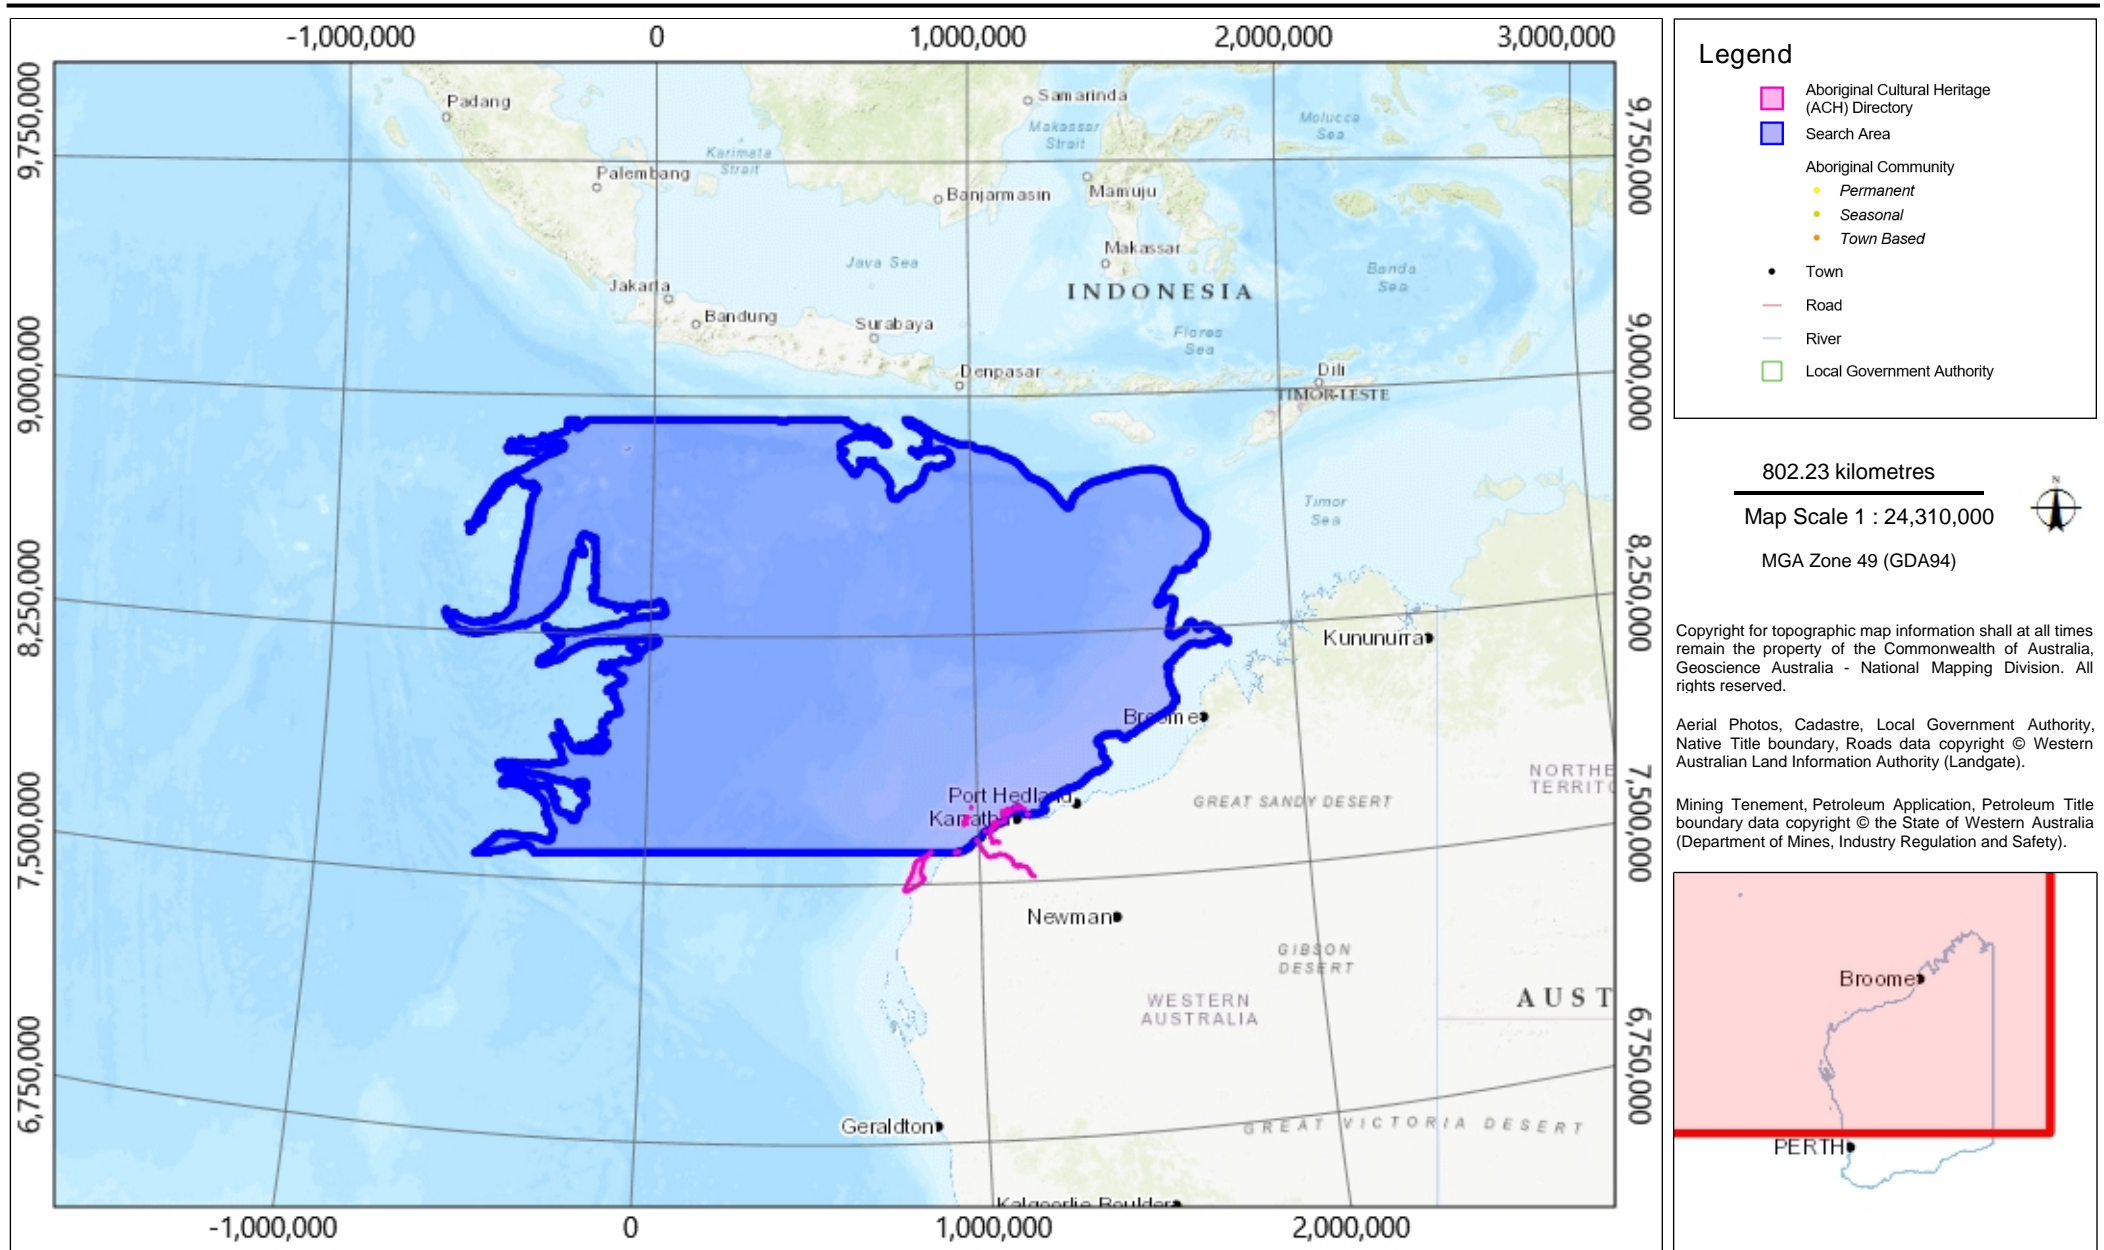 -1,000,000 0 1,000,000 2,000,000 3,000,000
9,750,000
9,000,000
8,250,000
7,500,000
6,750,000
Padang
Samarinda
Makassar
Strait
Molucca
Sea
Karimata
Strait
Palembang
Banjarmasin
Mamuju
Makassar
Java Sea
Banda
Sea
Jakarta
INDONESIA
Bandung
Surabaya
Flores
Sea
Denpasar
Dili
TIMOR-LESTE
Timor
Sea
Kununurra
Broome
NORTHE
TERRITO
Port Hedland
GREAT SANDY DESERT
Karratha
Newman
GIBSON
DESERT
WESTERN
AUSTRALIA
AUST
Geraldton
GREAT VICTORIA DESERT
Kalgoorlie Boulder
9,750,000
9,000,000
8,250,000
7,500,000
6,750,000
-1,000,000 0 1,000,000 2,000,000
Legend
Aboriginal Cultural Heritage
(ACH) Directory
Search Area
Aboriginal Community
Permanent
Seasonal
Town Based
Town
Road
River
Local Government Authority
802.23 kilometres
Map Scale 1 : 24,310,000
MGA Zone 49 (GDA94)
N
Copyright for topographic map information shall at all times
remain the property of the Commonwealth of Australia,
Geoscience Australia - National Mapping Division. All
rights reserved.
Aerial Photos, Cadastre, Local Government Authority,
Native Title boundary, Roads data copyright © Western
Australian Land Information Authority (Landgate).
Mining Tenement, Petroleum Application, Petroleum Title
boundary data copyright © the State of Western Australia
(Department of Mines, Industry Regulation and Safety).
Broome
PERTH